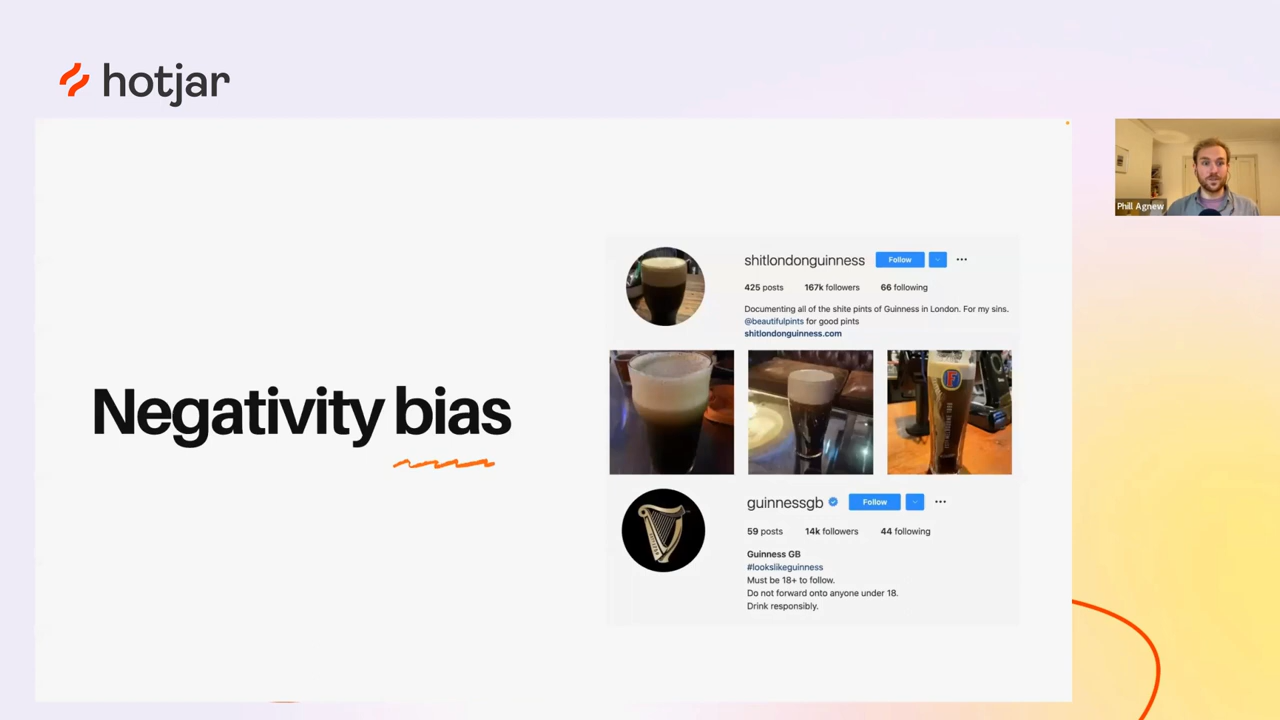 hotjar
Phill Agnew
Negativity bias
shitlondonguinness
Follow
425 posts 167k followers 66 following
Documenting all of the shite pints of Guinness in London. For my sins.
@beautifulpints for good pints
shitlondonguinness.com
guinnessgb
Follow
59 posts 14k followers 44 following
Guinness GB
#lookslikeguinness
Must be 18+ to follow.
Do not forward onto anyone under 18.
Drink responsibly.